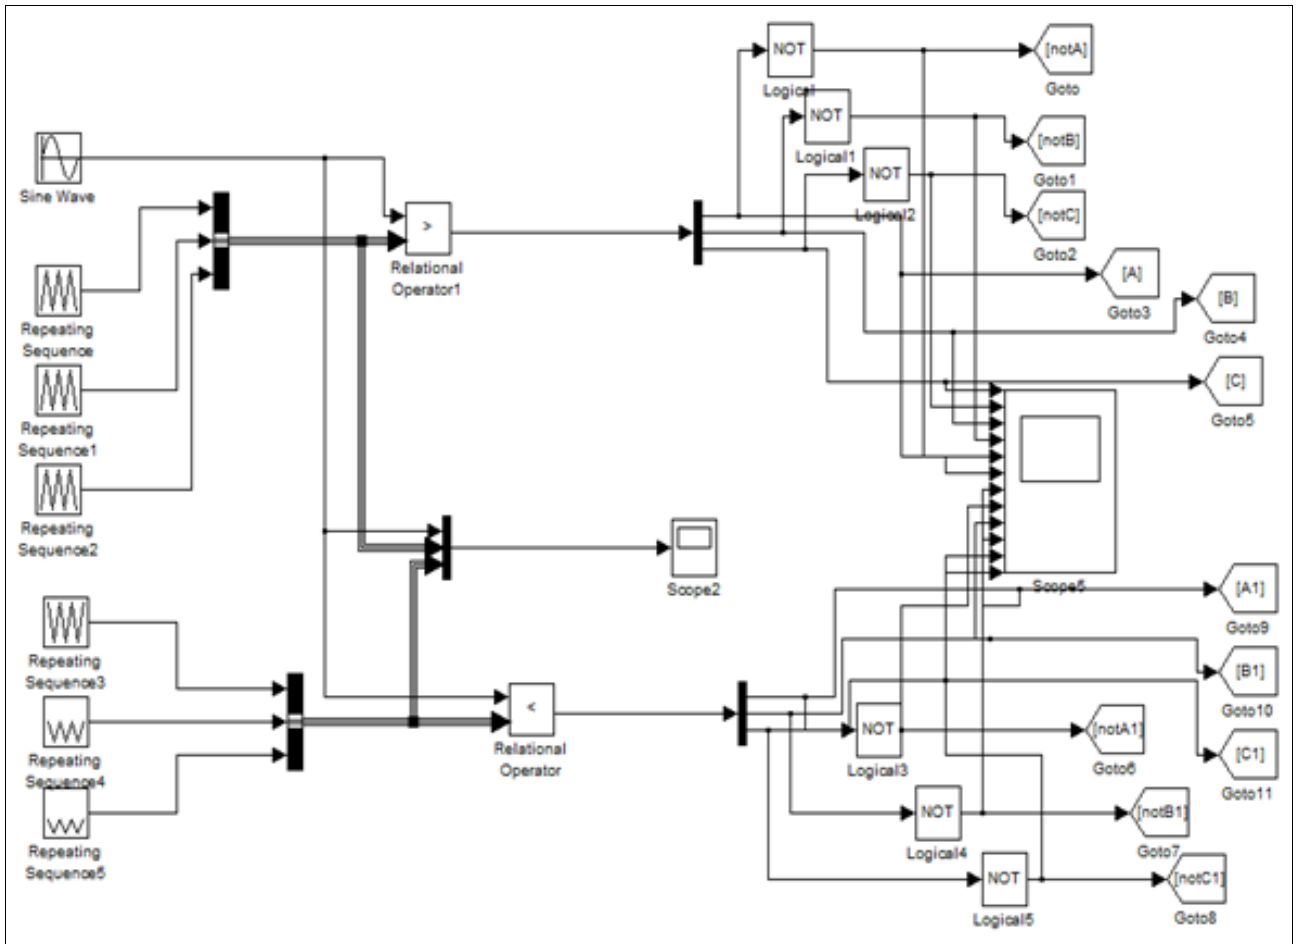 NOT
[notA]
Logical
Goto
NOT
[notB]
Logical1
Goto1
Sine Wave
NOT
Logical2
[notC]
Goto2
>
Relational
Operator1
[A]
Goto3
[B]
Goto4
Repeating
Sequence
[C]
Goto5
Repeating
Sequence1
Repeating
Sequence2
Scope2
Scope5
[A1]
Goto9
Repeating
Sequence3
[B1]
Goto10
<
Relational
Operator
NOT
Logical3
[notA1]
Goto6
[C1]
Goto11
Repeating
Sequence4
NOT
Logical4
[notB1]
Goto7
Repeating
Sequence5
NOT
Logical5
[notC1]
Goto8